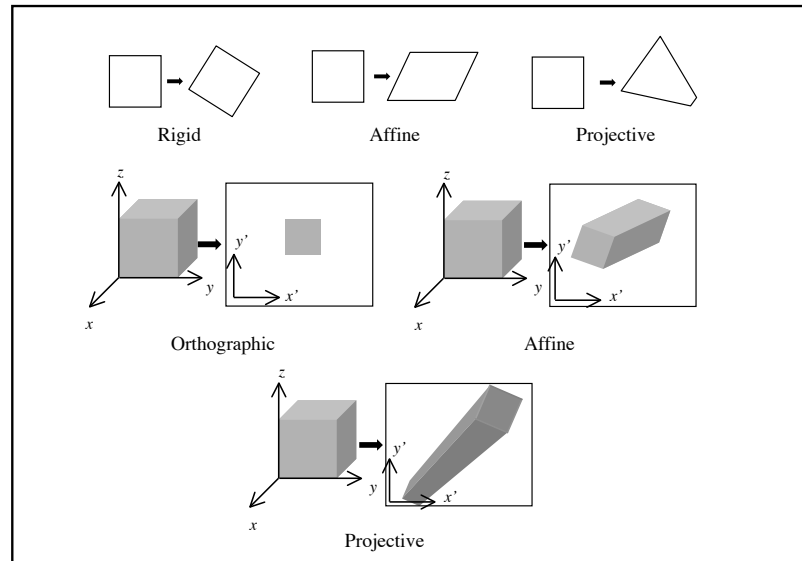 Rigid
Affine
Projective
z
y
x
y’
x’
Orthographic
z
y
x
y’
x’
Affine
z
y
x
y’
x’
Projective